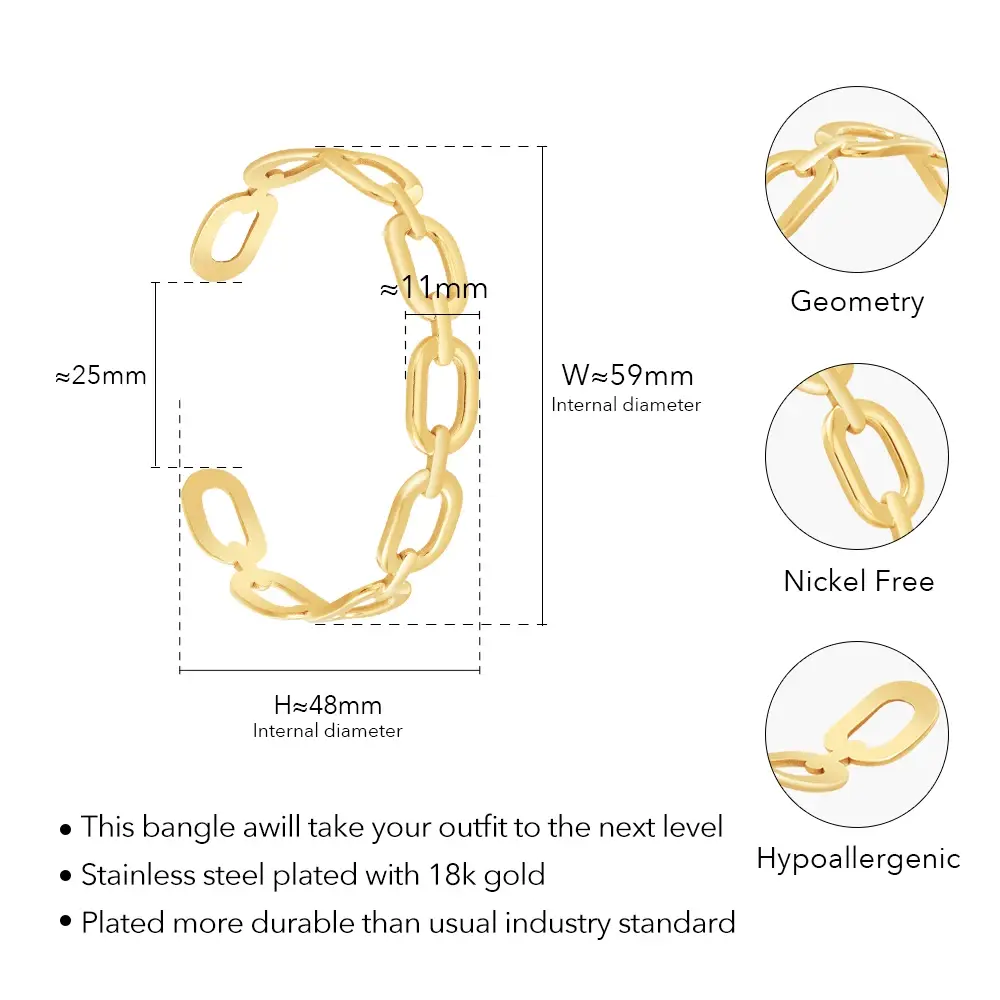 ≈11mm
≈25mm
W≈59mm
Internal diameter
H≈48mm
Internal diameter
Geometry
Nickel Free
Hypoallergenic
• This bangle awill take your outfit to the next level
• Stainless steel plated with 18k gold
• Plated more durable than usual industry standard